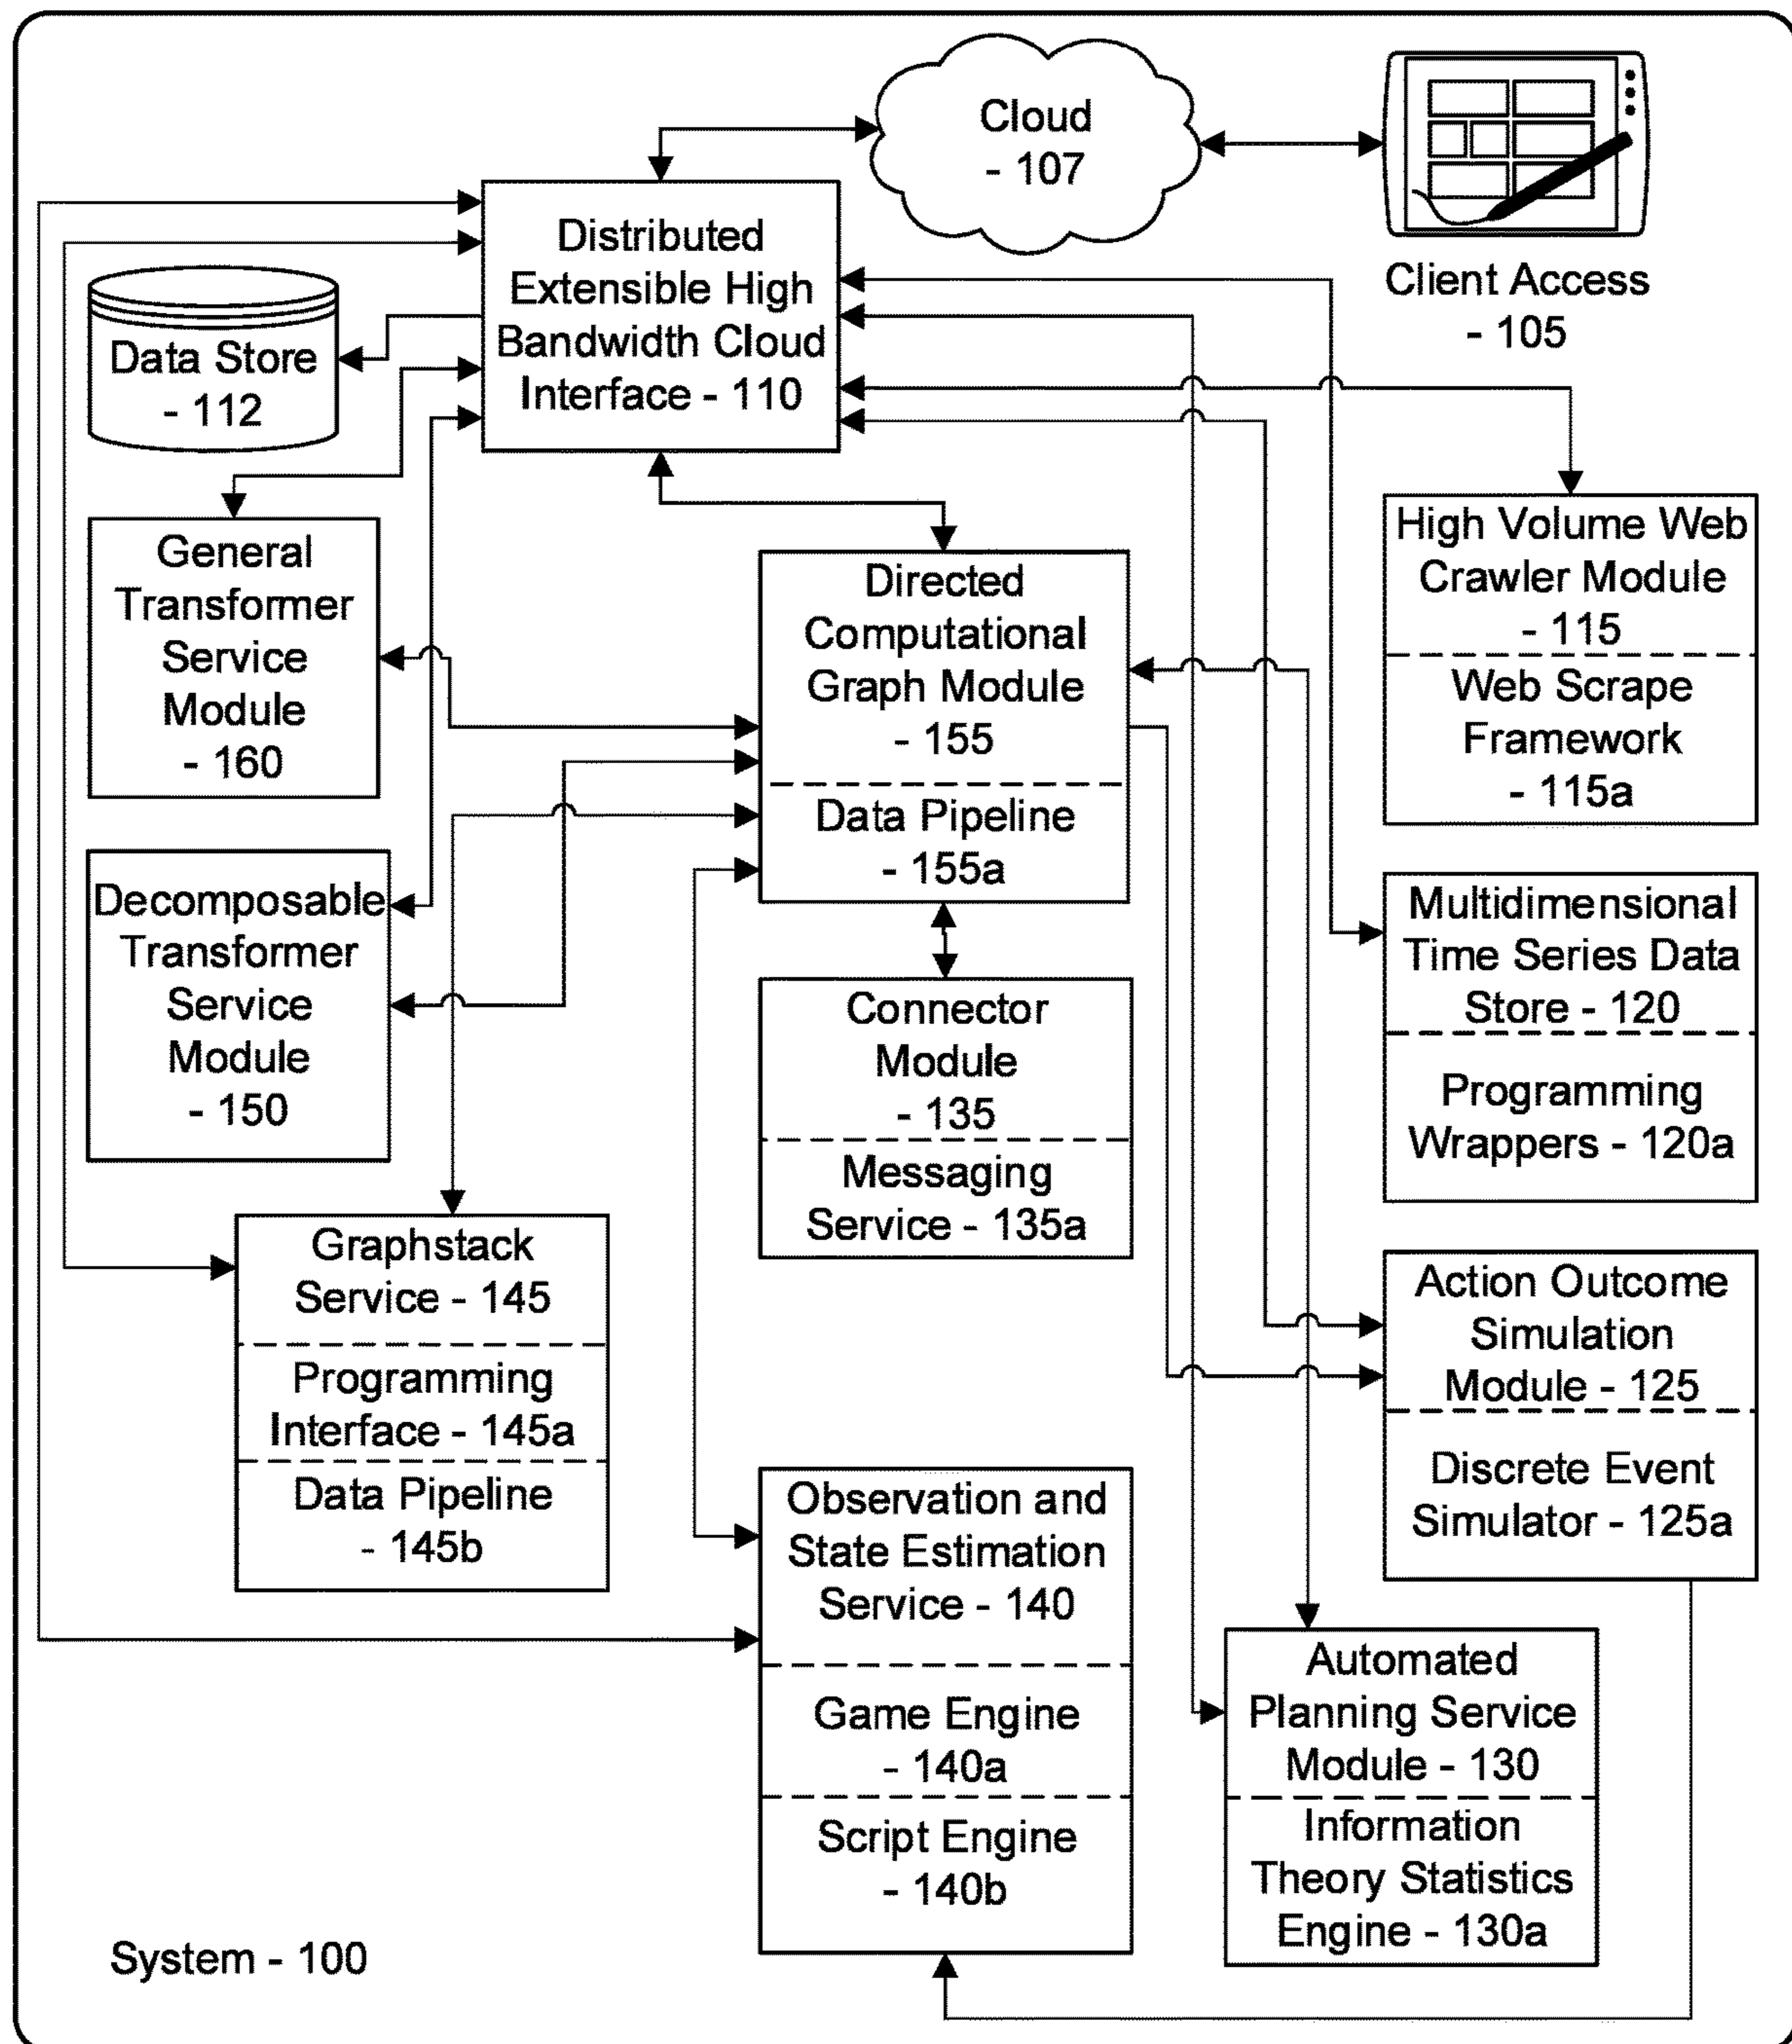 Cloud
- 107
Client Access
- 105
Distributed
Extensible High
Bandwidth Cloud
Interface - 110
Data Store
- 112
General
Transformer
Service
Module
- 160
Directed
Computational
Graph Module
- 155
Data Pipeline
- 155a
High Volume Web
Crawler Module
- 115
Web Scrape
Framework
- 115a
Decomposable
Transformer
Service
Module
- 150
Connector
Module
- 135
Messaging
Service - 135a
Multidimensional
Time Series Data
Store - 120
Programming
Wrappers - 120a
Graphstack
Service - 145
Programming
Interface - 145a
Data Pipeline
- 145b
Action Outcome
Simulation
Module - 125
Discrete Event
Simulator - 125a
Observation and
State Estimation
Service - 140
Game Engine
- 140a
Script Engine
- 140b
Automated
Planning Service
Module - 130
Information
Theory Statistics
Engine - 130a
System - 100